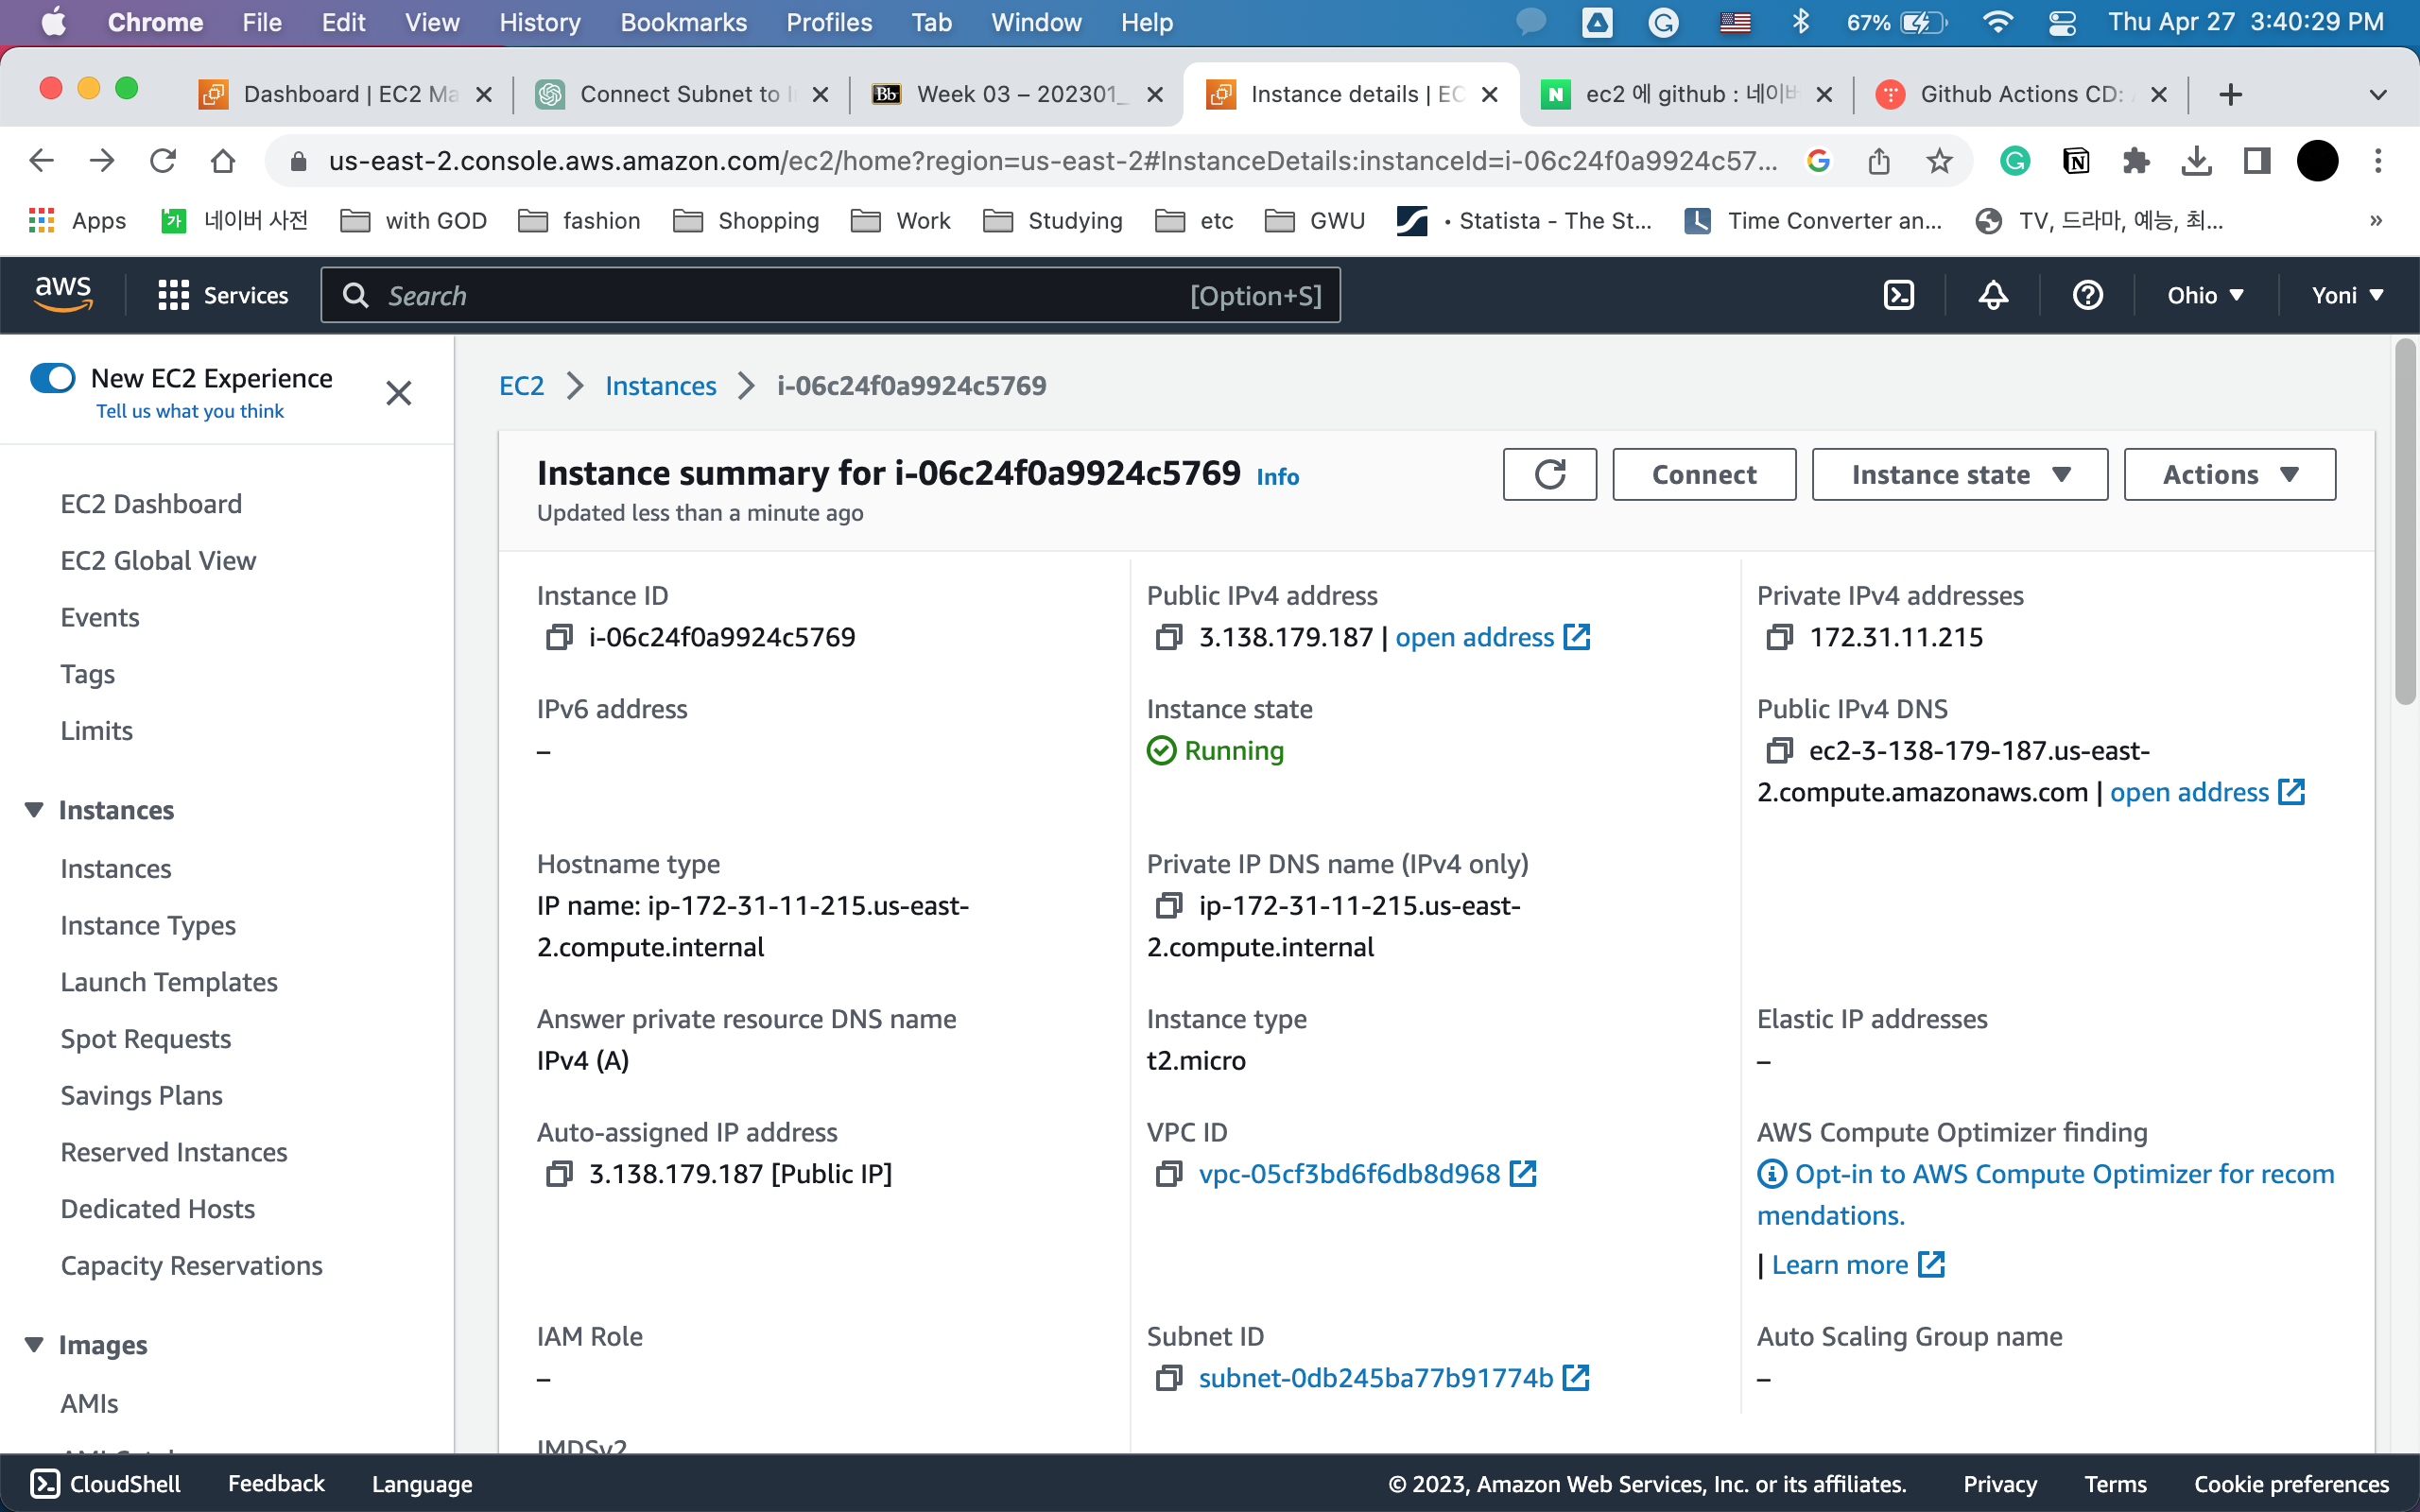 Chrome File Edit View History Bookmarks Profiles Tab Window Help 67% Thu Apr 27 3:40:29 PM
Dashboard | EC2 Ma Connect Subnet to I Week 03 – 202301_ Instance details | EC ec2 에 github : 네이버 Github Actions CD:
us-east-2.console.aws.amazon.com/ec2/home?region=us-east-2#InstanceDetails:instanceId=i-06c24f0a9924c57...
Apps 네이버 사전 with GOD fashion Shopping Work Studying etc GWU • Statista - The St... Time Converter an... TV, 드라마, 예능, 최... »
aws Services Search [Option+S] Ohio Yoni
New EC2 Experience
Tell us what you think
EC2 Dashboard
EC2 Global View
Events
Tags
Limits
Instances
Instances
Instance Types
Launch Templates
Spot Requests
Savings Plans
Reserved Instances
Dedicated Hosts
Capacity Reservations
Images
AMIs
EC2 Instances i-06c24f0a9924c5769
Instance summary for i-06c24f0a9924c5769 Info
Updated less than a minute ago
Connect Instance state Actions
Instance ID
i-06c24f0a9924c5769
Public IPv4 address
3.138.179.187 | open address
Private IPv4 addresses
172.31.11.215
IPv6 address
–
Instance state
Running
Public IPv4 DNS
ec2-3-138-179-187.us-east-
2.compute.amazonaws.com | open address
Hostname type
IP name: ip-172-31-11-215.us-east-
2.compute.internal
Private IP DNS name (IPv4 only)
ip-172-31-11-215.us-east-
2.compute.internal
Answer private resource DNS name
IPv4 (A)
Instance type
t2.micro
Elastic IP addresses
–
Auto-assigned IP address
3.138.179.187 [Public IP]
VPC ID
vpc-05cf3bd6f6db8d968
AWS Compute Optimizer finding
Opt-in to AWS Compute Optimizer for recom
mendations.
| Learn more
IAM Role
–
Subnet ID
subnet-0db245ba77b91774b
Auto Scaling Group name
–
IMDSv2
CloudShell Feedback Language © 2023, Amazon Web Services, Inc. or its affiliates. Privacy Terms Cookie preferences